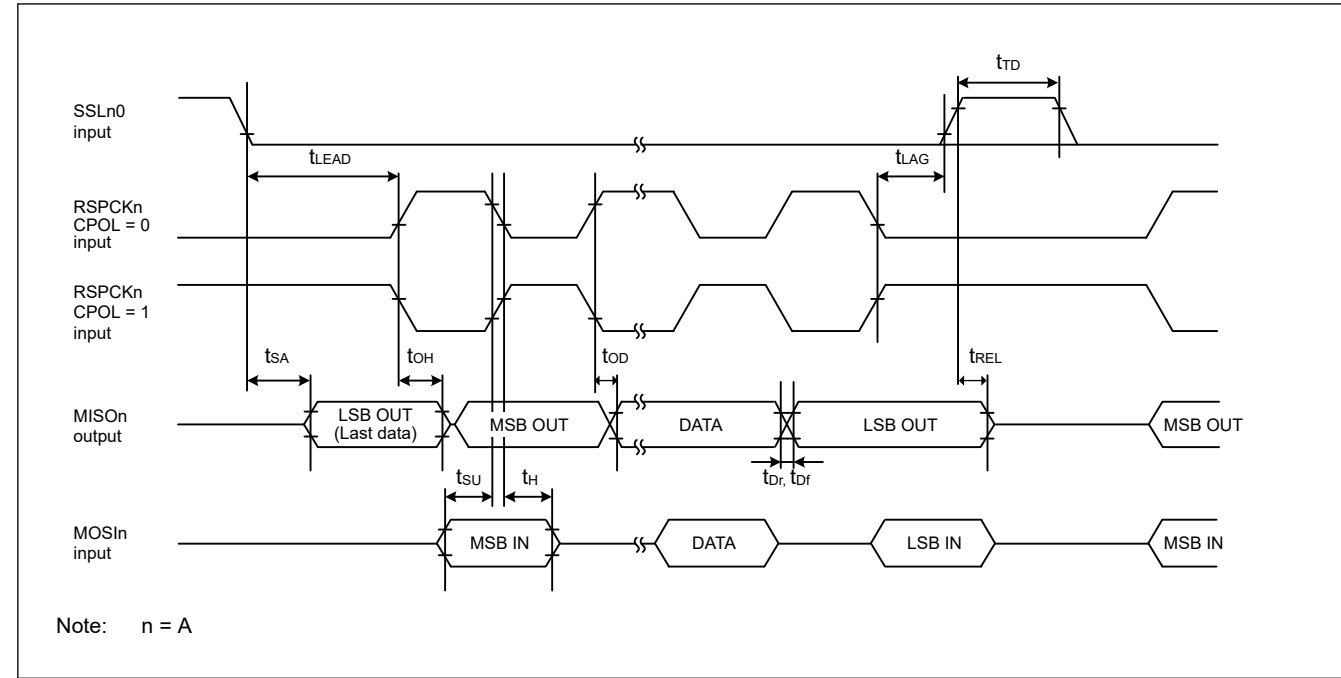 tTD
SSLn0
input
tLEAD
tLAG
RSPCKn
CPOL = 0
input
RSPCKn
CPOL = 1
input
tSA
tOH
tOD
tREL
MISOn
output
LSB OUT
(Last data)
MSB OUT
DATA
LSB OUT
MSB OUT
tSU
tH
tDr, tDf
MOSIn
input
MSB IN
DATA
LSB IN
MSB IN
Note: n = A